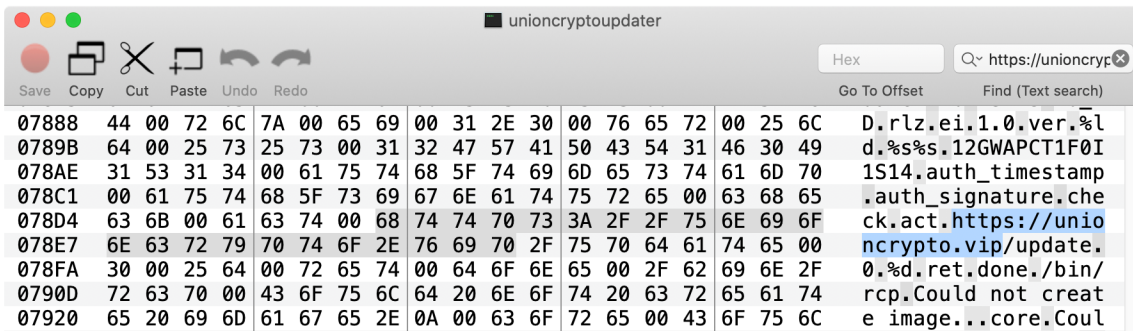 unioncryptoupdater
Save Copy Cut Paste Undo Redo Hex https://unioncryp
Go To Offset Find (Text search)
07888 44 00 72 6C 7A 00 65 69 00 31 2E 30 00 76 65 72 00 25 6C D.rlz.ei.1.0.ver.%l
0789B 64 00 25 73 25 73 00 31 32 47 57 41 50 43 54 31 46 30 49 d.%s%s.12GWAPCT1F0I
078AE 31 53 31 34 00 61 75 74 68 5F 74 69 6D 65 73 74 61 6D 70 1S14.auth_timestamp
078C1 00 61 75 74 68 5F 73 69 67 6E 61 74 75 72 65 00 63 68 65 .auth_signature.che
078D4 63 6B 00 61 63 74 00 68 74 74 70 73 3A 2F 2F 75 6E 69 6F ck.act.https://unio
078E7 6E 63 72 79 70 74 6F 2E 76 69 70 2F 75 70 64 61 74 65 00 ncrypto.vip/update.
078FA 30 00 25 64 00 72 65 74 00 64 6F 6E 65 00 2F 62 69 6E 2F 0.%d.ret.done./bin/
0790D 72 63 70 00 43 6F 75 6C 64 20 6E 6F 74 20 63 72 65 61 74 rcp.Could not creat
07920 65 20 69 6D 61 67 65 2E 0A 00 63 6F 72 65 00 43 6F 75 6C e image...core.Coul